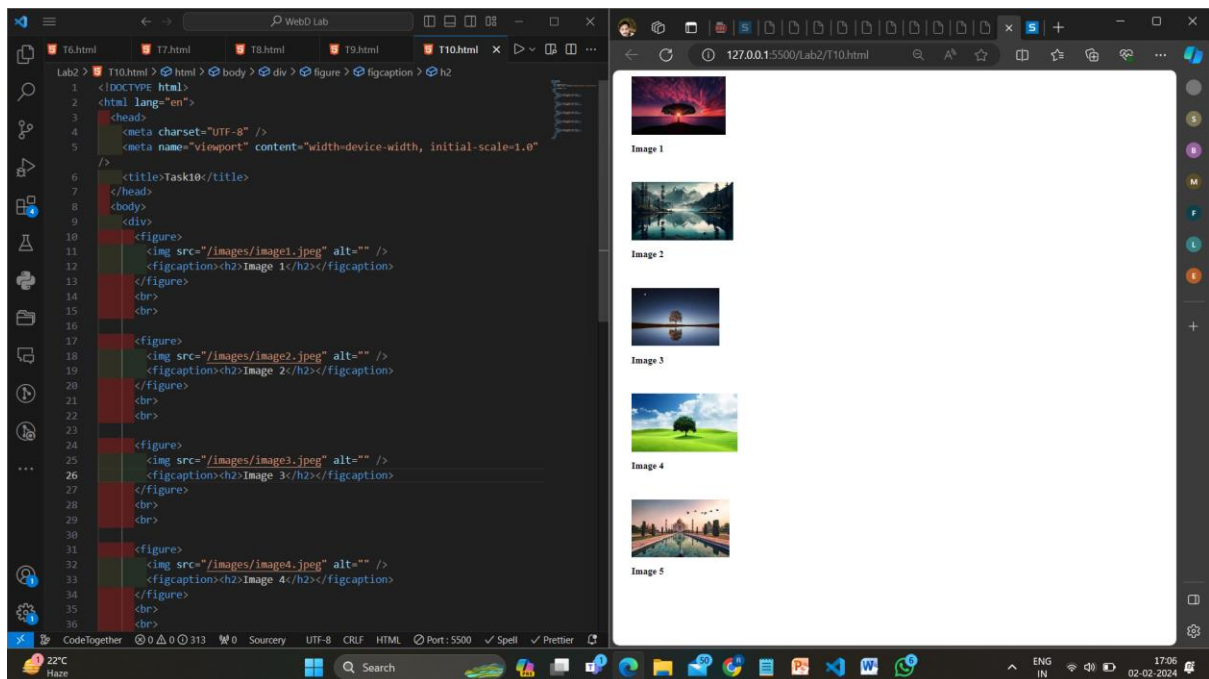 WebD Lab
T6.html T7.html T8.html T9.html T10.html
Lab2 > T10.html > html > body > div > figure > figcaption > h2
1 <!DOCTYPE html>
2 <html lang="en">
3 <head>
4 <meta charset="UTF-8" />
5 <meta name="viewport" content="width=device-width, initial-scale=1.0"
/>
6 <title>Task10</title>
7 </head>
8 <body>
9 <div>
10 <figure>
11 <img src="/images/image1.jpeg" alt="" />
12 <figcaption><h2>Image 1</h2></figcaption>
13 </figure>
14 <br>
15 <br>
16
17 <figure>
18 <img src="/images/image2.jpeg" alt="" />
19 <figcaption><h2>Image 2</h2></figcaption>
20 </figure>
21 <br>
22 <br>
23
24 <figure>
25 <img src="/images/image3.jpeg" alt="" />
26 <figcaption><h2>Image 3</h2></figcaption>
27 </figure>
28 <br>
29 <br>
30
31 <figure>
32 <img src="/images/image4.jpeg" alt="" />
33 <figcaption><h2>Image 4</h2></figcaption>
34 </figure>
35 <br>
36 <br>
CodeTogether 0 0 313 0 Sourcery UTF-8 CRLF HTML Port : 5500 Spell Prettier
127.0.0.1:5500/Lab2/T10.html
Image 1
Image 2
Image 3
Image 4
Image 5
S
B
M
F
L
E
22°C
Haze
Search
ENG
IN
17:06
02-02-2024